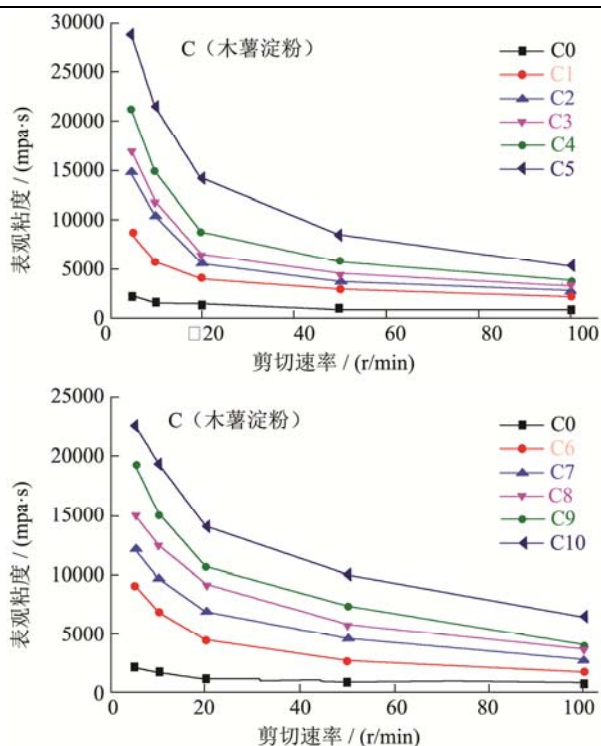 C（木薯淀粉）
30000
25000
20000
15000
10000
5000
0
表观粘度 / (mpa·s)
C0
C1
C2
C3
C4
C5
0 □20 40 60 80 100
剪切速率 / (r/min)
C（木薯淀粉）
25000
20000
15000
10000
5000
0
表观粘度 / (mpa·s)
C0
C6
C7
C8
C9
C10
0 20 40 60 80 100
剪切速率 / (r/min)